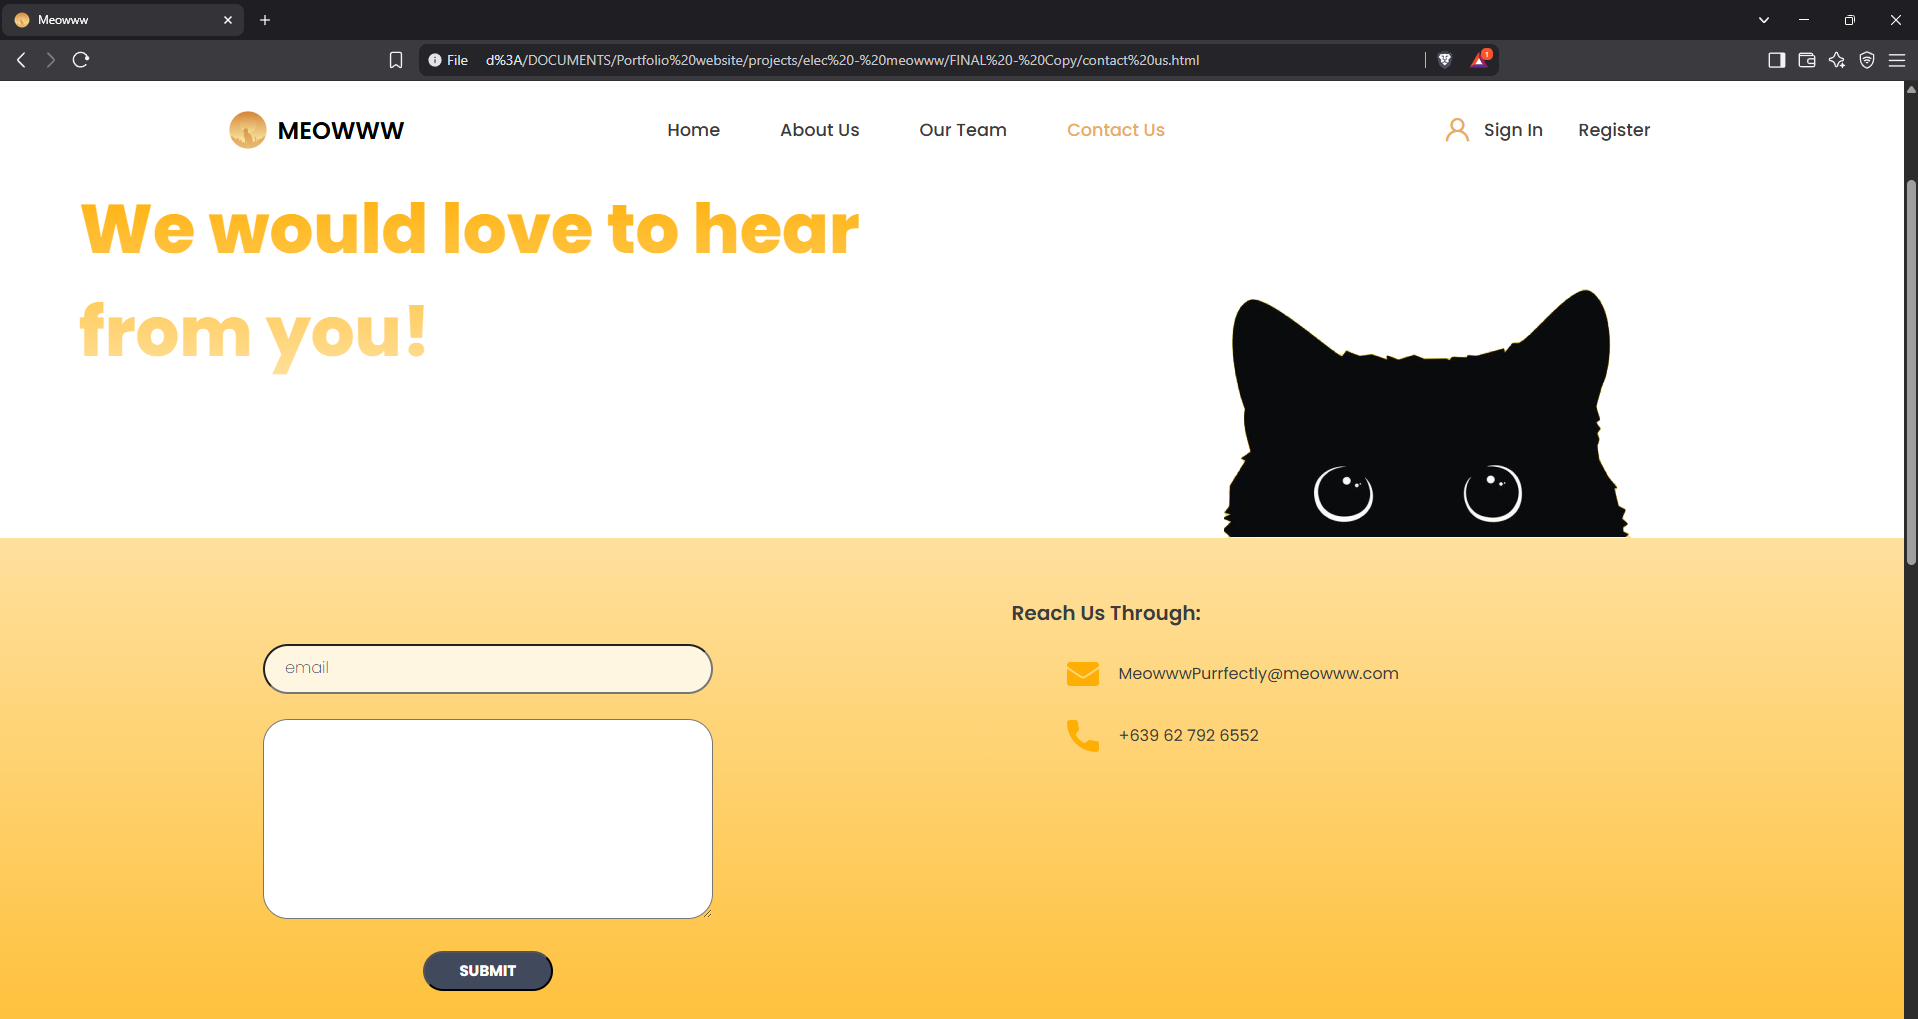 Meowww
File d%3A/DOCUMENTS/Portfolio%20website/projects/elec%20-%20meowww/FINAL%20-%20Copy/contact%20us.html
1
MEOWWW
Home
About Us
Our Team
Contact Us
Sign In
Register
We would love to hear
from you!
Reach Us Through:
email
MeowwwPurrfectly@meowww.com
+639 62 792 6552
SUBMIT